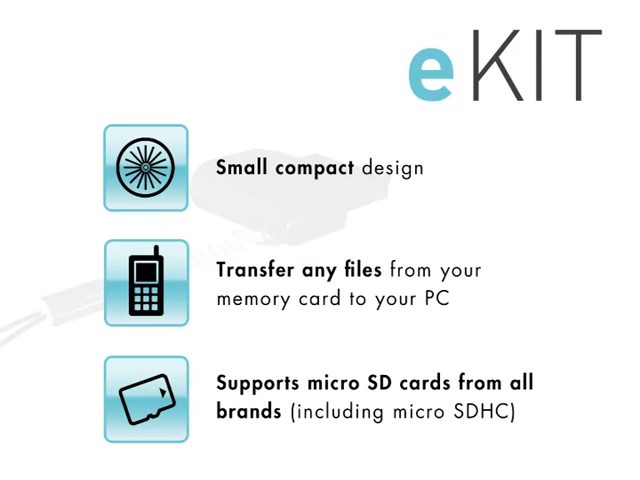 eKIT
Small compact design
Transfer any files from your
memory card to your PC
Supports micro SD cards from all
brands (including micro SDHC)